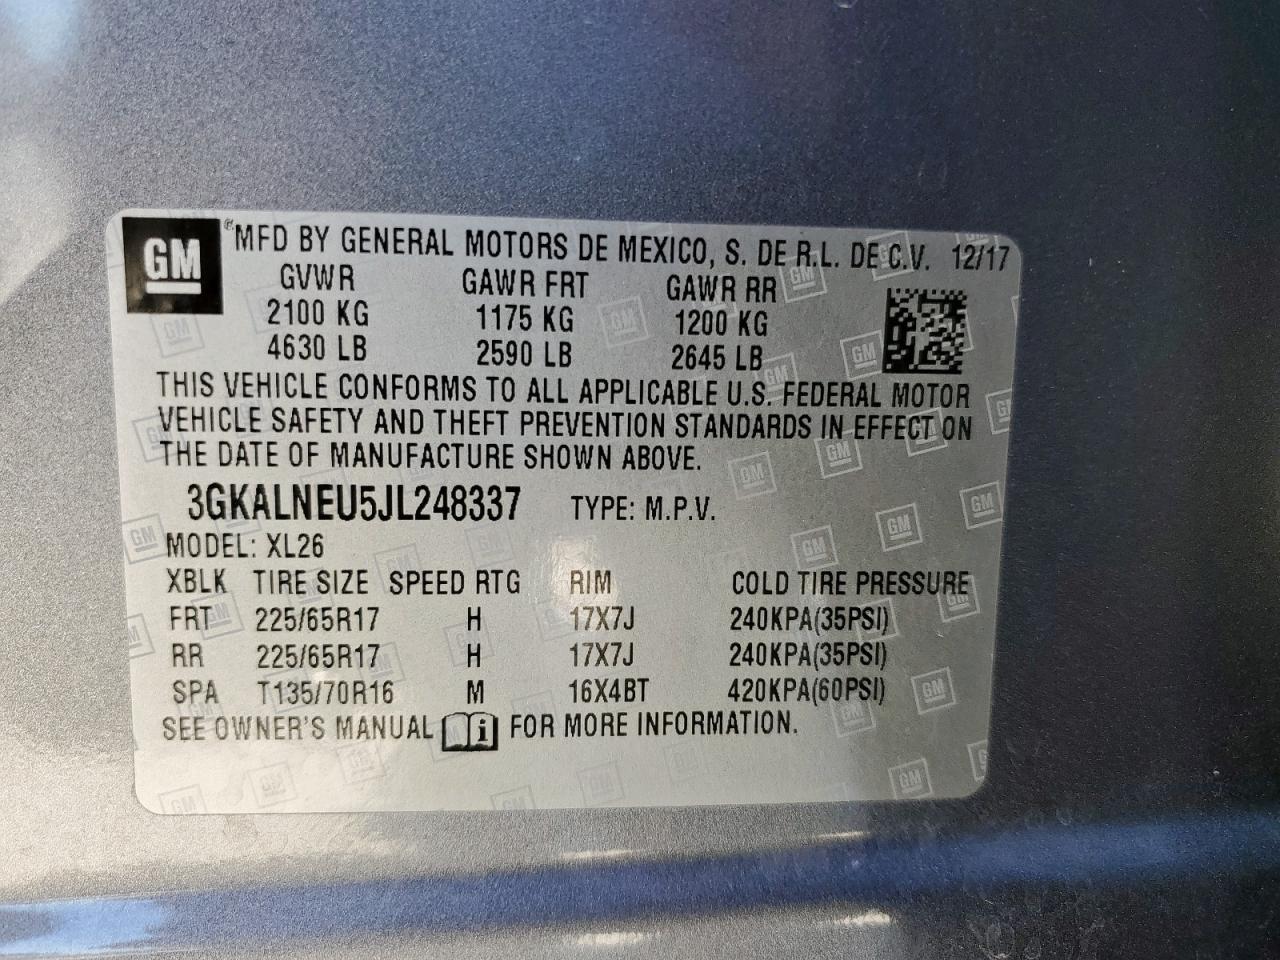 GM ® MFD BY GENERAL MOTORS DE MEXICO, S. DE R.L. DE C.V. 12/17
GVWR GAWR FRT GAWR RR
2100 KG 1175 KG 1200 KG
4630 LB 2590 LB 2645 LB
THIS VEHICLE CONFORMS TO ALL APPLICABLE U.S. FEDERAL MOTOR
VEHICLE SAFETY AND THEFT PREVENTION STANDARDS IN EFFECT ON
THE DATE OF MANUFACTURE SHOWN ABOVE.
3GKALNEU5JL248337 TYPE: M.P.V.
MODEL: XL26
XBLK TIRE SIZE SPEED RTG RIM COLD TIRE PRESSURE
FRT 225/65R17 H 17X7J 240KPA(35PSI)
RR 225/65R17 H 17X7J 240KPA(35PSI)
SPA T135/70R16 M 16X4BT 420KPA(60PSI)
SEE OWNER'S MANUAL i FOR MORE INFORMATION.